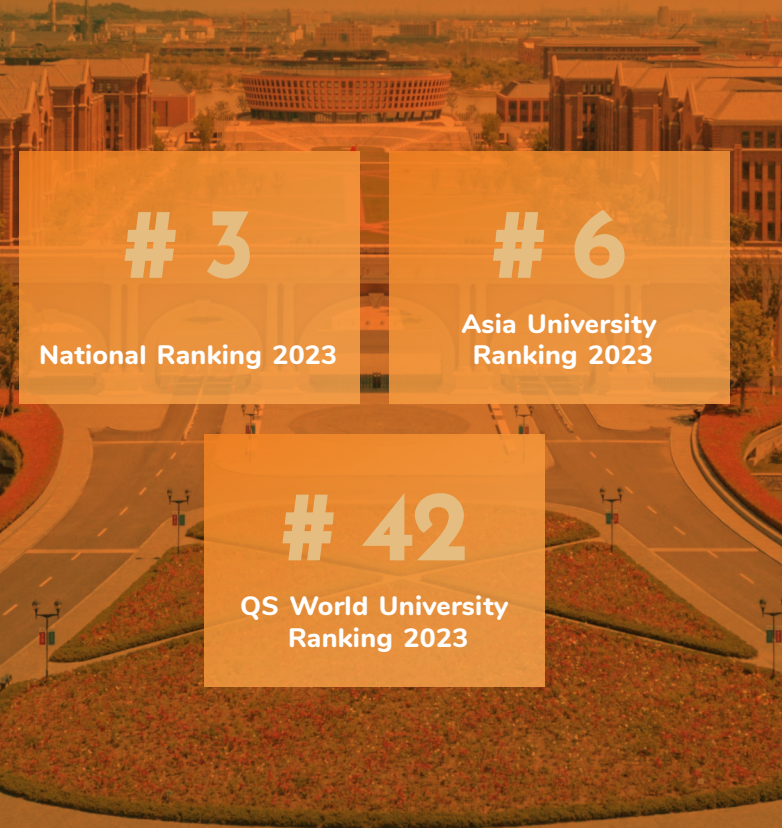 # 3
National Ranking 2023
# 6
Asia University
Ranking 2023
# 42
QS World University
Ranking 2023